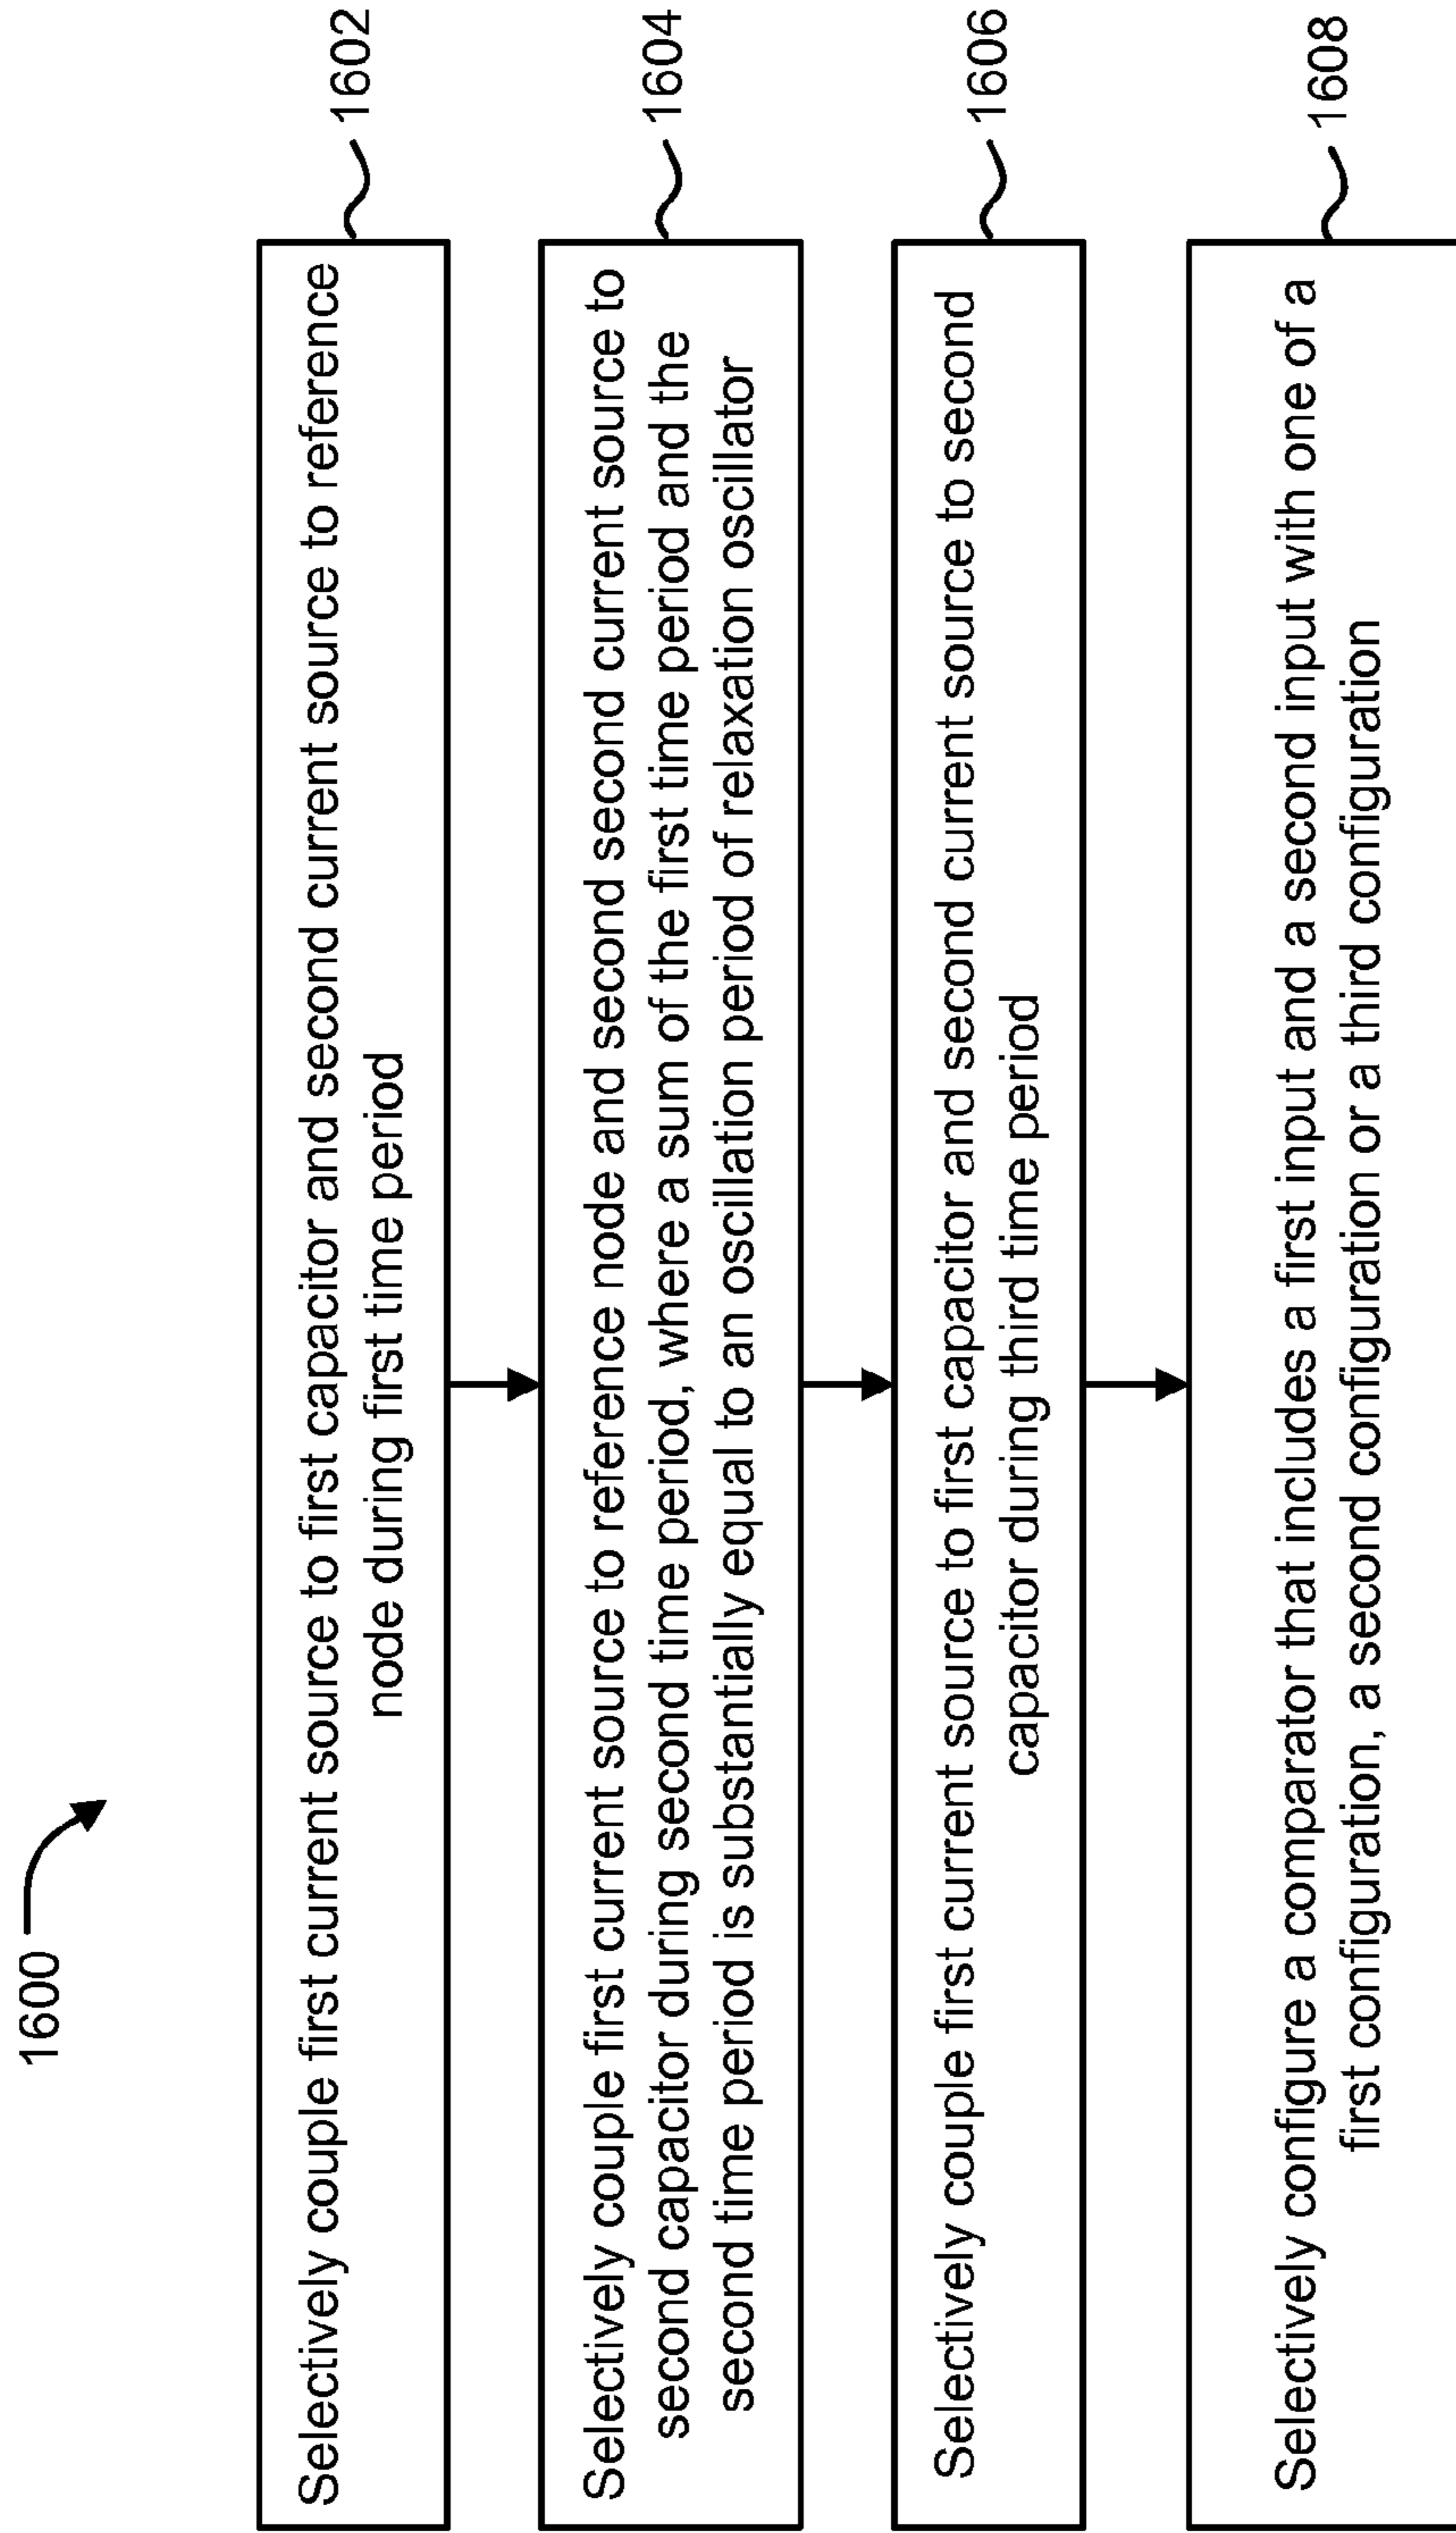 1600
Selectively couple first current source to first capacitor and second current source to reference
node during first time period
1602
Selectively couple first current source to reference node and second second current source to
second capacitor during second time period, where a sum of the first time period and the
second time period is substantially equal to an oscillation period of relaxation oscillator
1604
Selectively couple first current source to first capacitor and second current source to second
capacitor during third time period
1606
Selectively configure a comparator that includes a first input and a second input with one of a
first configuration, a second configuration or a third configuration
1608